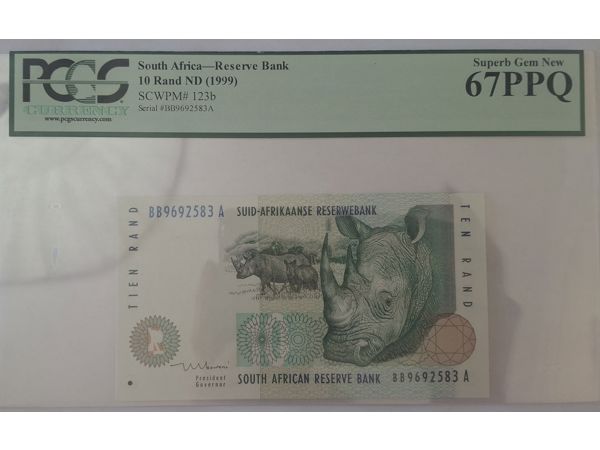 PCGS
CURRENCY
www.pcgscurrency.com
South Africa—Reserve Bank
10 Rand ND (1999)
SCWPM# 123b
Serial #BB9692583A
Superb Gem New
67PPQ
TIEN RAND
BB9692583 A
SUID-AFRIKAANSE RESERWEBANK
TEN RAND
President
Governor
SOUTH AFRICAN RESERVE BANK
BB9692583 A